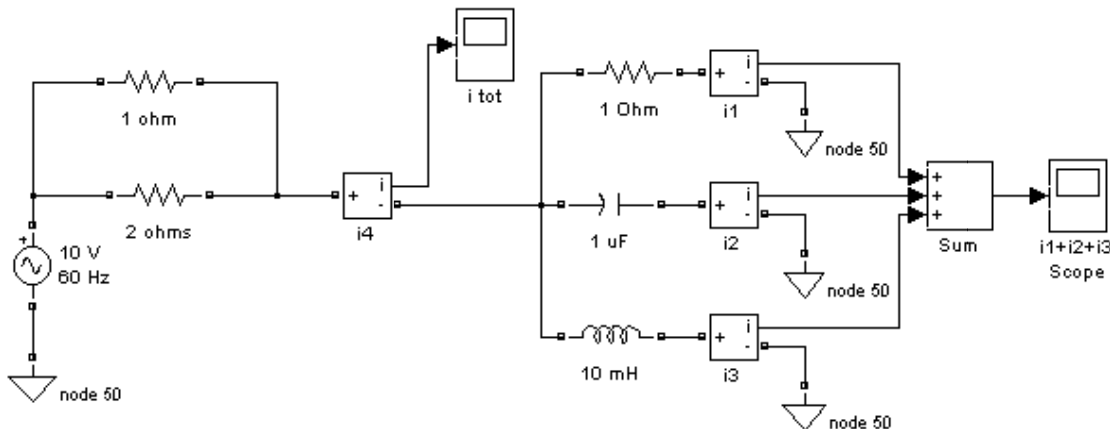 i tot
1 ohm
2 ohms
+
10 V
60 Hz
node 50
+
i
-
i4
1 Ohm
+
i
-
i1
node 50
1 uF
+
i
-
i2
node 50
10 mH
+
i
-
i3
node 50
+
+
+
Sum
i1+i2+i3
Scope